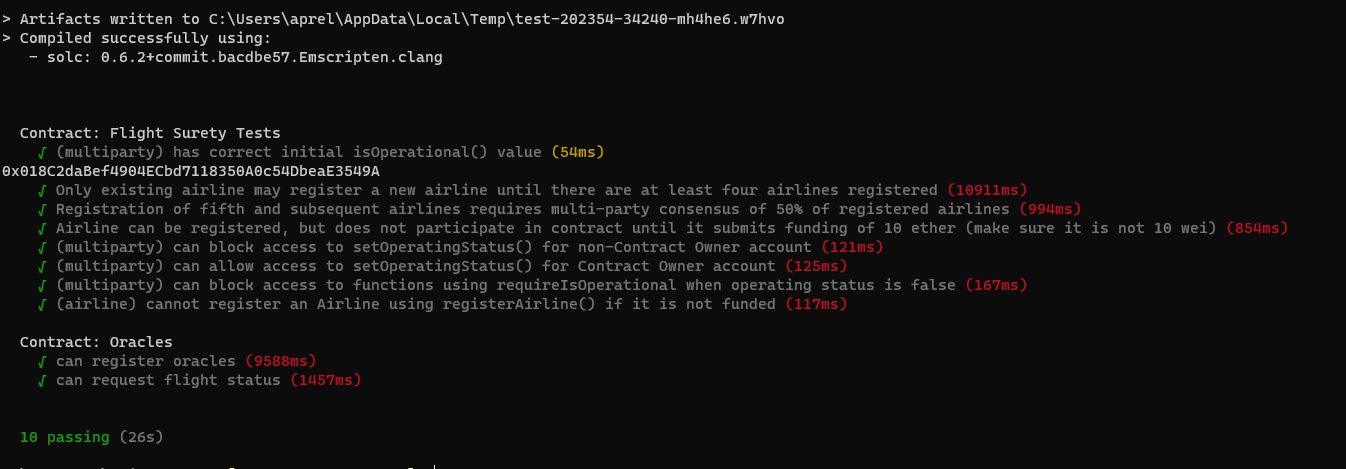 > Artifacts written to C:\Users\aprel\AppData\Local\Temp\test-202354-34240-mh4he6.w7hvo
> Compiled successfully using:
- solc: 0.6.2+commit.bacdbe57.Emscripten.clang
Contract: Flight Surety Tests
√ (multiparty) has correct initial isOperational() value (54ms)
0x018C2daBef4904ECbd7118350A0c54DbeaE3549A
√ Only existing airline may register a new airline until there are at least four airlines registered (10911ms)
√ Registration of fifth and subsequent airlines requires multi-party consensus of 50% of registered airlines (994ms)
√ Airline can be registered, but does not participate in contract until it submits funding of 10 ether (make sure it is not 10 wei) (854ms)
√ (multiparty) can block access to setOperatingStatus() for non-Contract Owner account (121ms)
√ (multiparty) can allow access to setOperatingStatus() for Contract Owner account (125ms)
√ (multiparty) can block access to functions using requireIsOperational when operating status is false (167ms)
√ (airline) cannot register an Airline using registerAirline() if it is not funded (117ms)
Contract: Oracles
√ can register oracles (9588ms)
√ can request flight status (1457ms)
10 passing (26s)